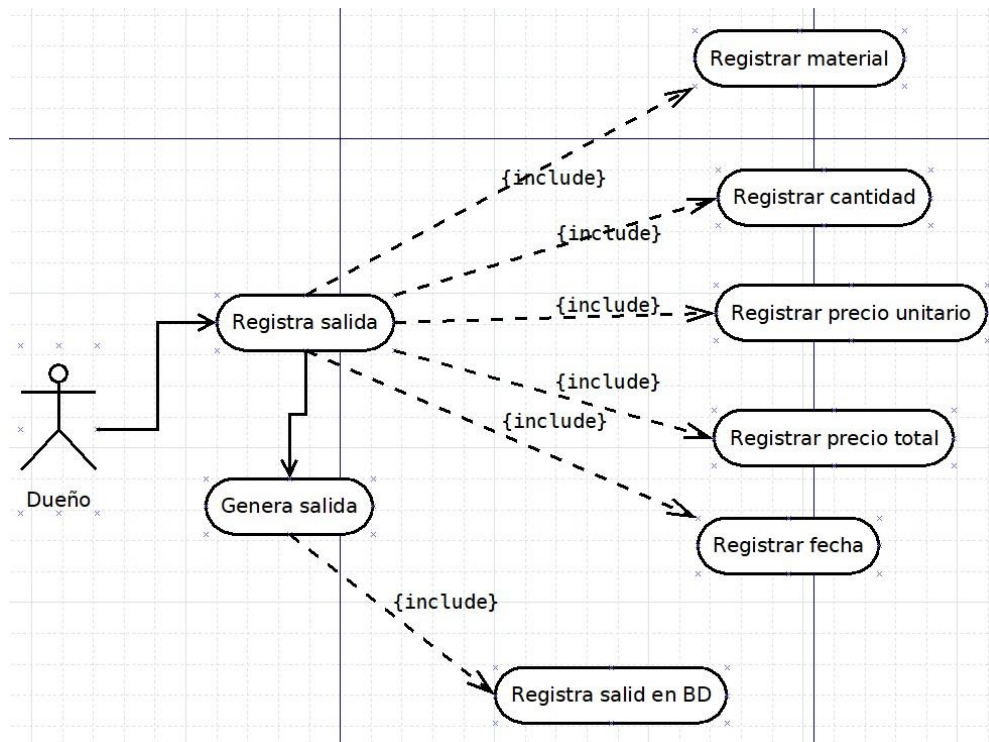 Registrar material
{include}
Registrar cantidad
{include}
Registrar precio unitario
{include}
Registra salida
{include}
Registrar precio total
{include}
Dueño
Genera salida
Registrar fecha
{include}
Registra salid en BD